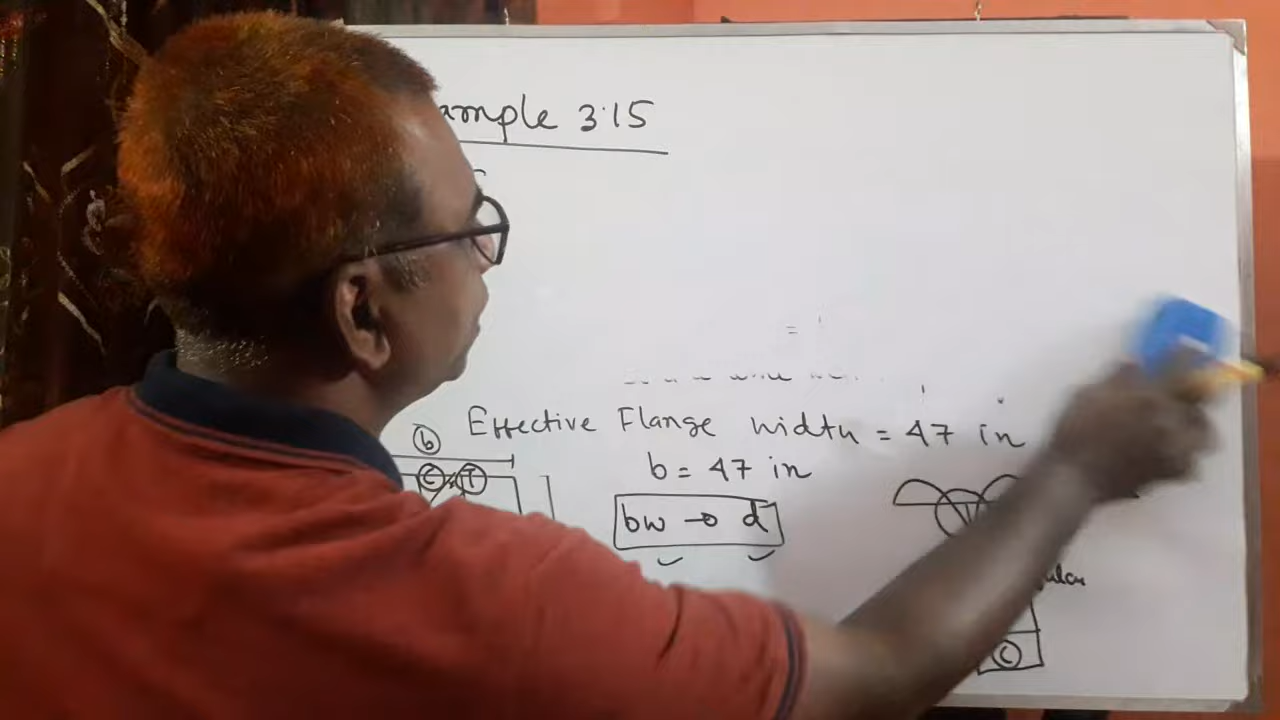 ample 3.15
Effective Flange width = 47 in
b = 47 in
bw → d
b
C T
C